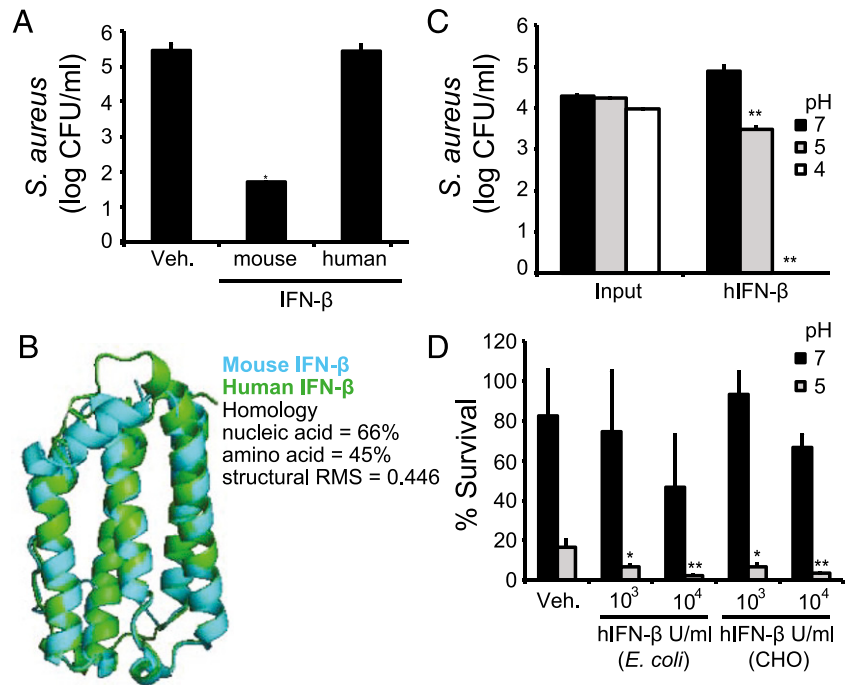 A
S. aureus
(log CFU/ml)
6
5
4
3
2
1
0
*
Veh. mouse human
IFN-β
B
Mouse IFN-β
Human IFN-β
Homology
nucleic acid = 66%
amino acid = 45%
structural RMS = 0.446
C
S. aureus
(log CFU/ml)
6
5
4
3
2
1
0
**
**
pH
7
5
4
Input hIFN-β
D
% Survival
120
100
80
60
40
20
0
pH
7
5
* ** * **
Veh. 10³ 10⁴ 10³ 10⁴
hIFN-β U/ml hIFN-β U/ml
(E. coli) (CHO)